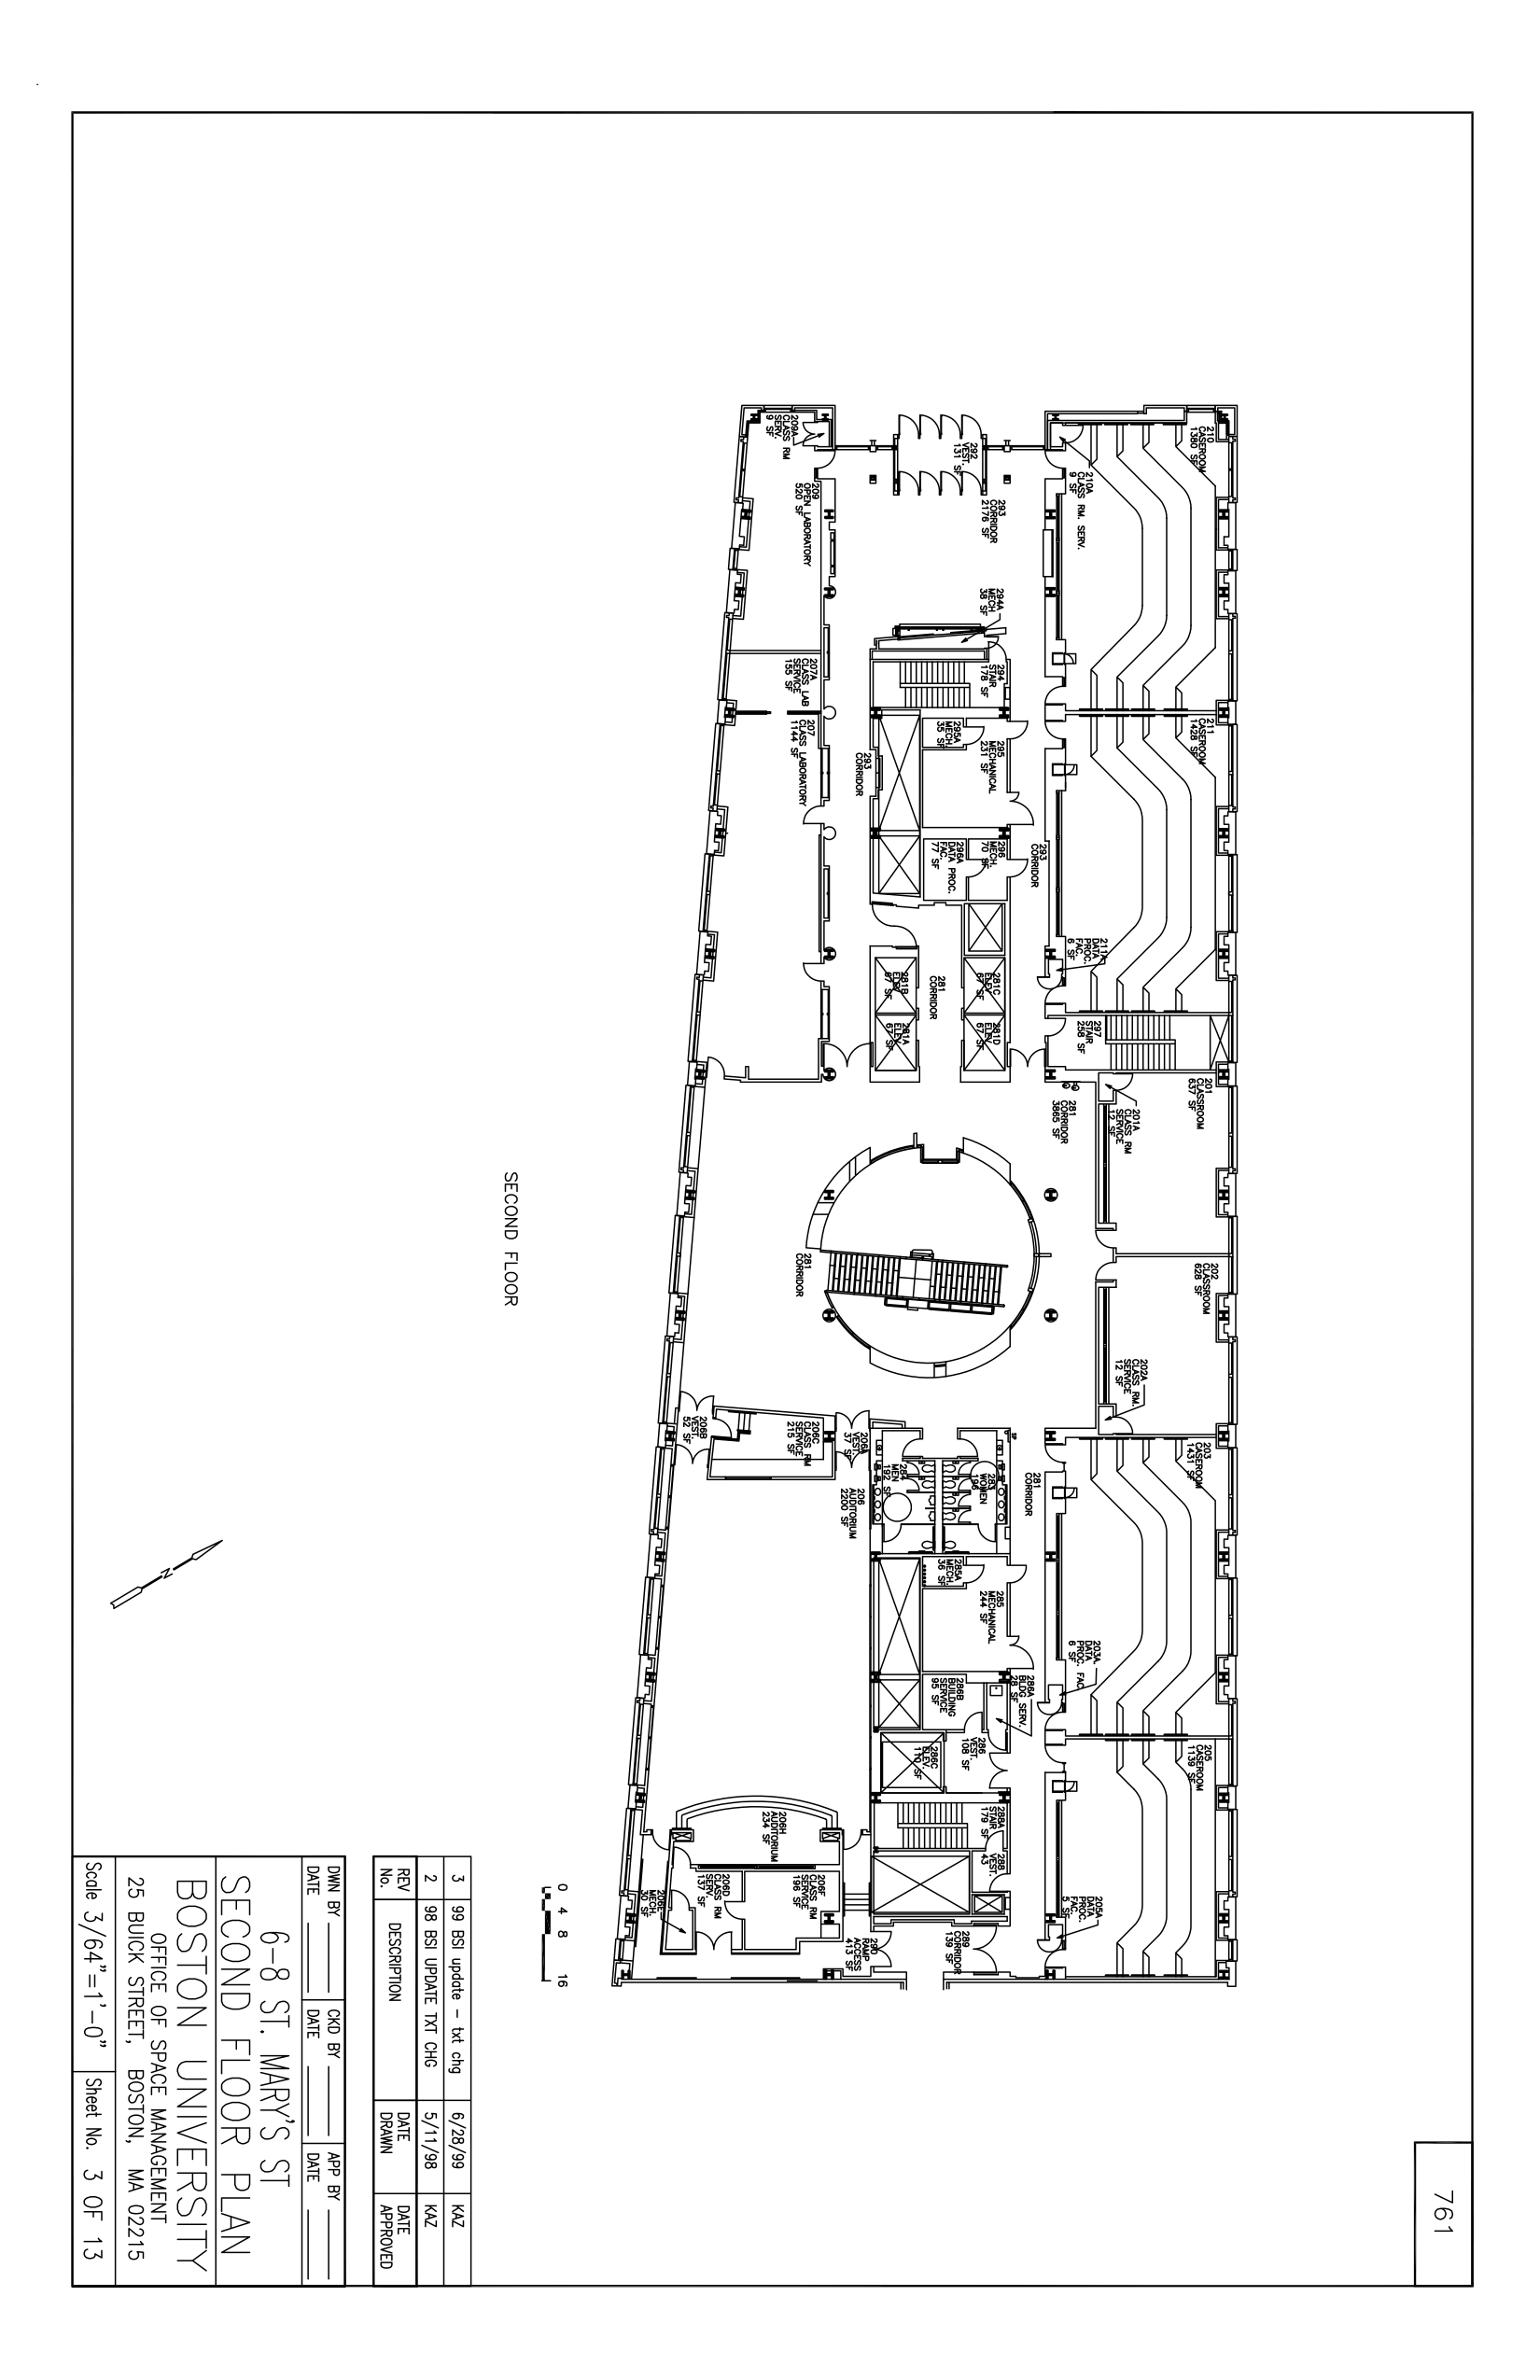 761
210
CASEROOM
1380 SF
210A
CLASS RM. SERV.
9 SF
211
CASEROOM
1428 SF
211A
DATA
PROC.
FAC.
6 SF
297
STAIR
258 SF
201
CLASSROOM
637 SF
201A
CLASS RM
SERVICE
12 SF
202
CLASSROOM
628 SF
202A
CLASS RM.
SERVICE
12 SF
203
CASEROOM
1431 SF
203A
DATA
PROC. FAC.
6 SF
205
CASEROOM
1139 SF
205A
DATA
PROC.
FAC.
5 SF
292
VEST.
131 SF
293
CORRIDOR
2176 SF
294A
MECH
38 SF
294
STAIR
178 SF
295A
MECH.
35 SF
295
MECHANICAL
231 SF
293
CORRIDOR
293
CORRIDOR
296
MECH.
70 SF
296A
DATA PROC.
FAC.
77 SF
281C
ELEV
67 SF
281D
ELEV
67 SF
281B
ELEV
67 SF
281A
ELEV
67 SF
281
CORRIDOR
281
CORRIDOR
3865 SF
281
CORRIDOR
281
CORRIDOR
283
WOMEN
196
284
MEN
192 SF
285A
MECH.
36 SF
285
MECHANICAL
244 SF
286A
BLDG SERV.
28 SF
286B
BUILDING
SERVICE
95 SF
286
VEST.
108 SF
286C
ELEV.
110 SF
288A
STAIR
179 SF
288
VEST.
43
289
CORRIDOR
139 SF
290
RAMP
ACCESS
413 SF
209A
CLASS RM
SERV.
9 SF
209
OPEN LABORATORY
520 SF
207A
CLASS LAB
SERVICE
155 SF
207
CLASS LABORATORY
1144 SF
206B
VEST.
52 SF
206C
CLASS RM
SERVICE
215 SF
VEST.
37 SF
206
AUDITORIUM
2200 SF
206H
AUDITORIUM
234 SF
206F
CLASS RM
SERVICE
196 SF
206D
CLASS RM
SERV.
137 SF
206E
MECH.
30 SF
SECOND FLOOR
N
0 4 8 16
3 99 BSI update – txt chg 6/28/99 KAZ
2 98 BSI UPDATE TXT CHG 5/11/98 KAZ
REV No. DESCRIPTION DATE DRAWN DATE APPROVED
DWN BY CKD BY APP BY
DATE DATE DATE
6–8 ST. MARY'S ST
SECOND FLOOR PLAN
BOSTON UNIVERSITY
OFFICE OF SPACE MANAGEMENT
25 BUICK STREET, BOSTON, MA 02215
Scale 3/64"=1'–0" Sheet No. 3 OF 13